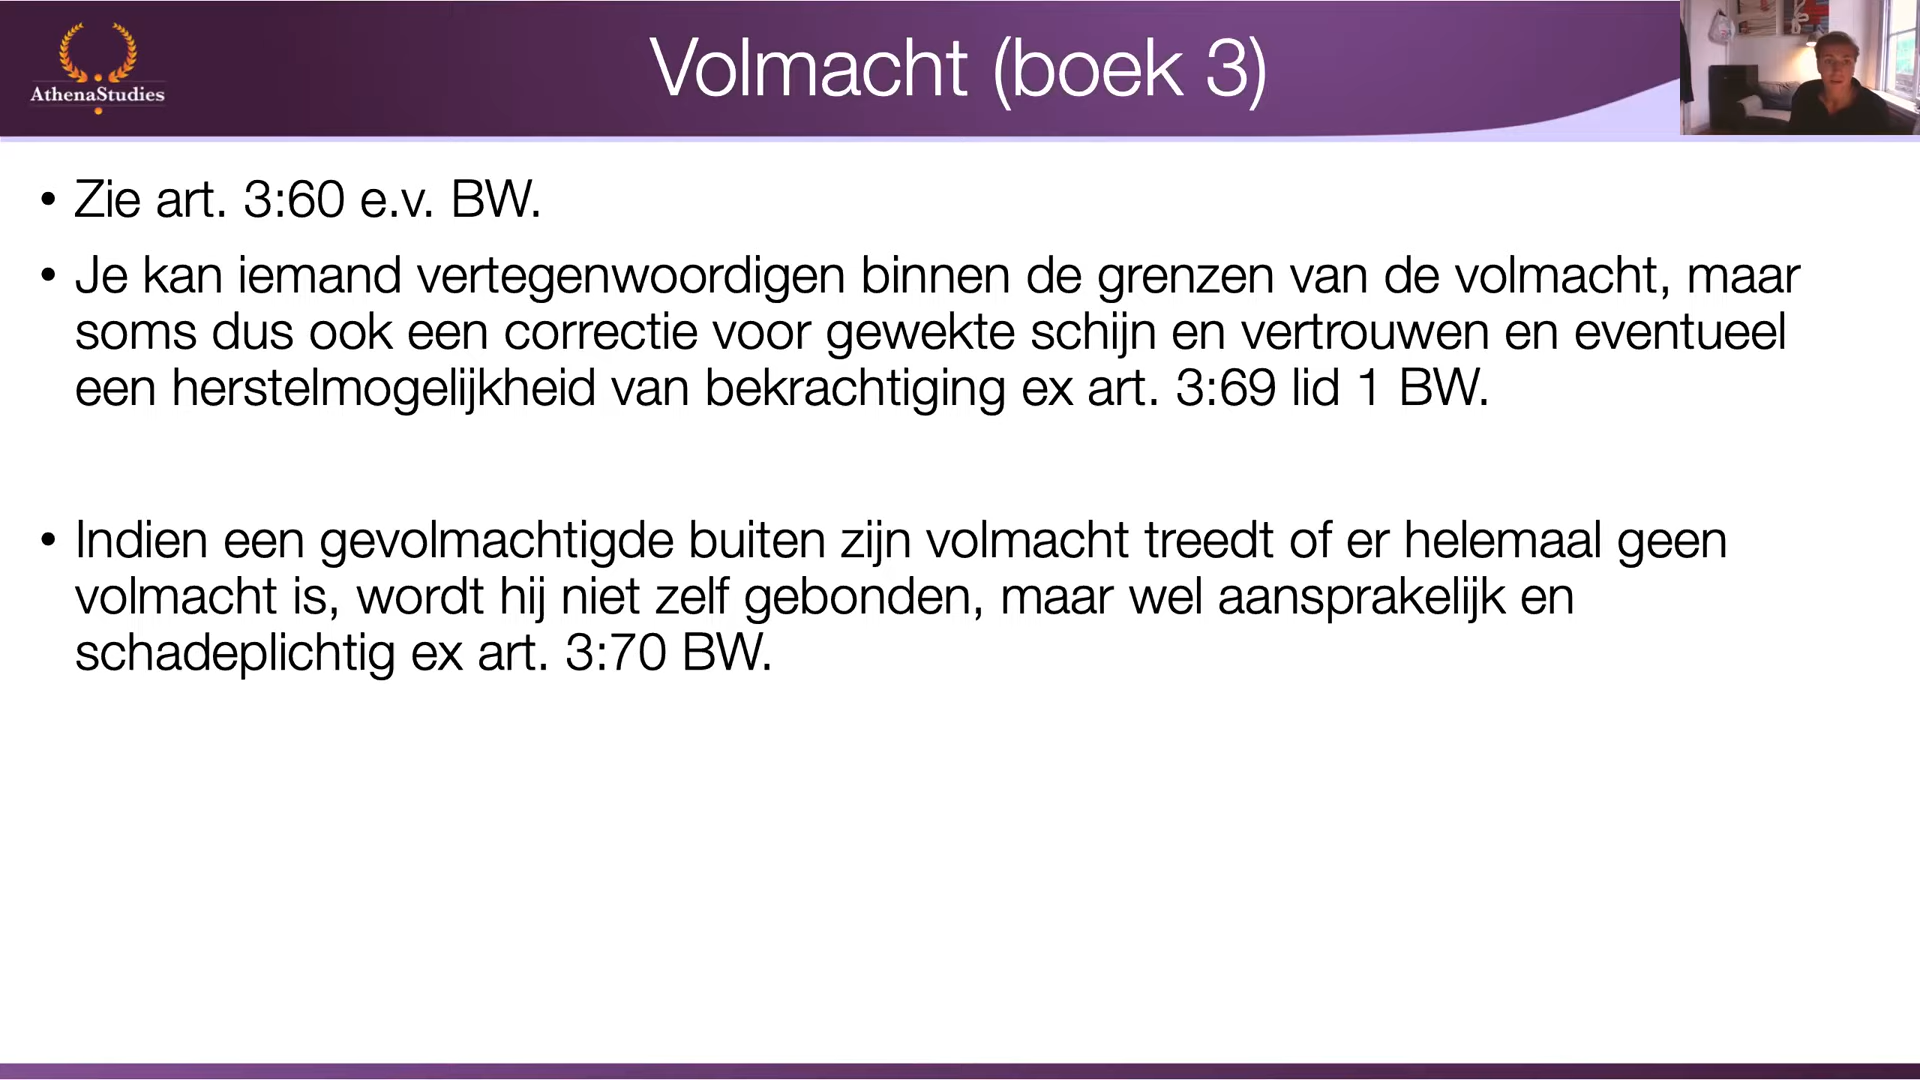 AthenaStudies
Volmacht (boek 3)
• Zie art. 3:60 e.v. BW.
• Je kan iemand vertegenwoordigen binnen de grenzen van de volmacht, maar
soms dus ook een correctie voor gewekte schijn en vertrouwen en eventueel
een herstelmogelijkheid van bekrachtiging ex art. 3:69 lid 1 BW.
• Indien een gevolmachtigde buiten zijn volmacht treedt of er helemaal geen
volmacht is, wordt hij niet zelf gebonden, maar wel aansprakelijk en
schadeplichtig ex art. 3:70 BW.